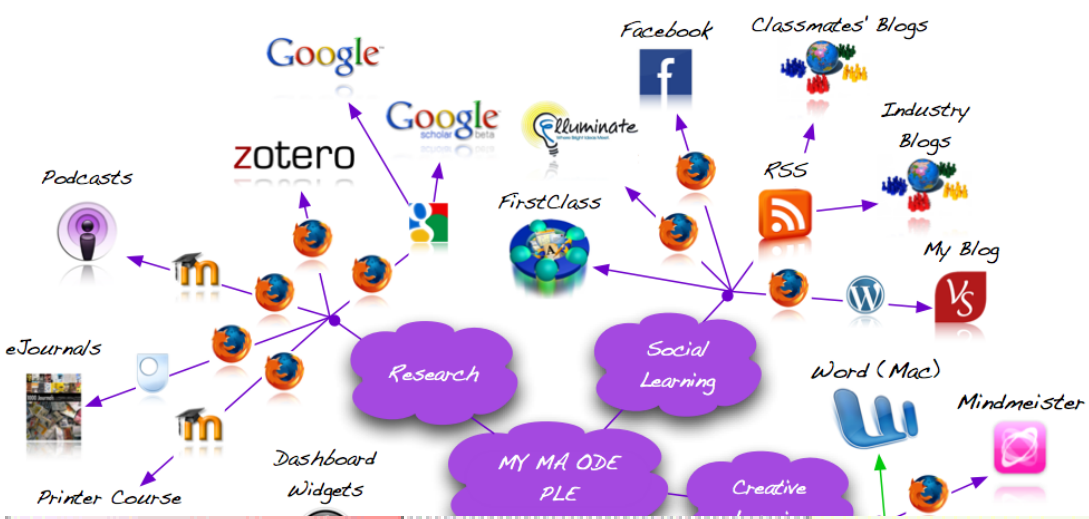 Google
Google
scholar beta
zotero
Podcasts
eJournals
Printer Course
Research
Dashboard
Widgets
Facebook
Elluminate
FirstClass
Classmates' Blogs
Industry
Blogs
RSS
My Blog
VS
Social
Learning
MY MA ODE
PLE
Creative
Word (Mac)
Mindmeister